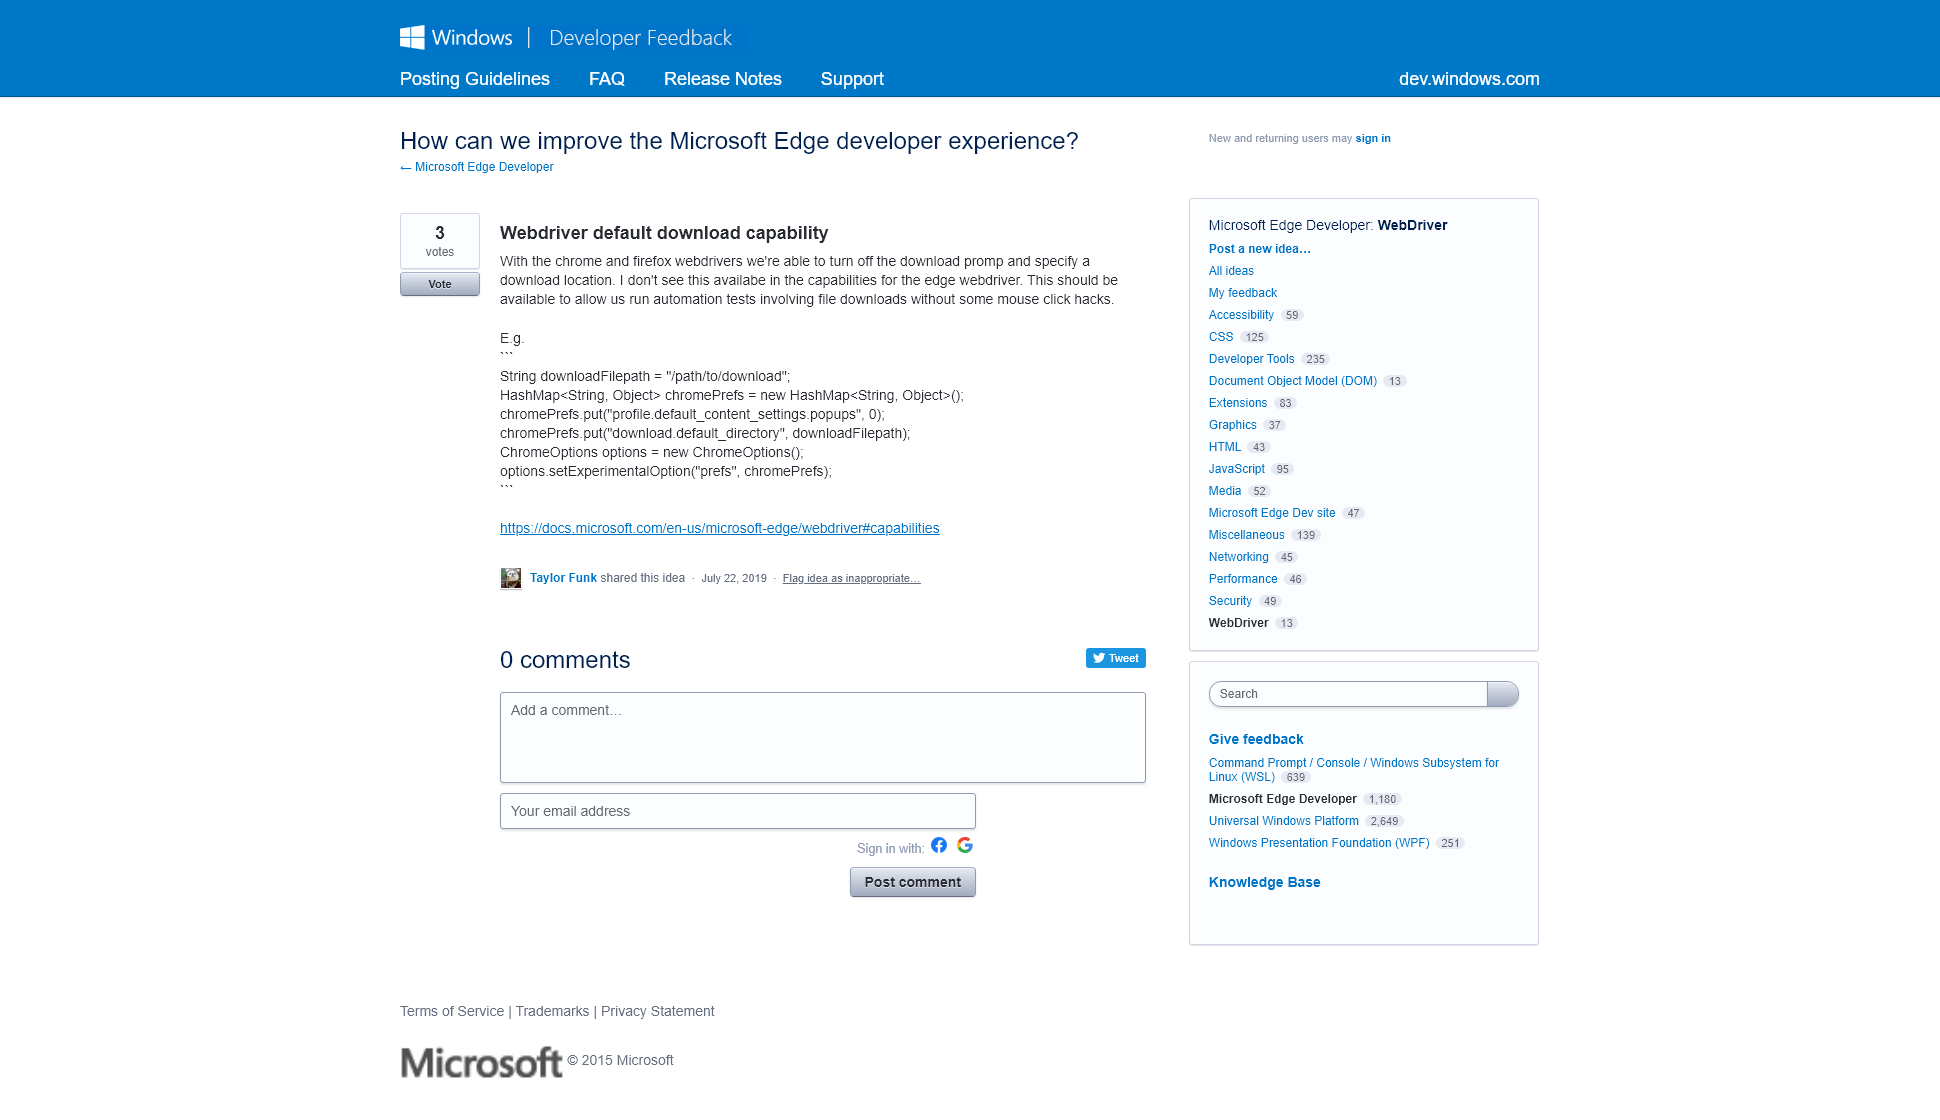 Windows | Developer Feedback
Posting Guidelines FAQ Release Notes Support dev.windows.com
How can we improve the Microsoft Edge developer experience?
← Microsoft Edge Developer
New and returning users may sign in
3
votes
Vote
Webdriver default download capability
With the chrome and firefox webdrivers we're able to turn off the download promp and specify a
download location. I don't see this availabe in the capabilities for the edge webdriver. This should be
available to allow us run automation tests involving file downloads without some mouse click hacks.
E.g.
```
String downloadFilepath = "/path/to/download";
HashMap<String, Object> chromePrefs = new HashMap<String, Object>();
chromePrefs.put("profile.default_content_settings.popups", 0);
chromePrefs.put("download.default_directory", downloadFilepath);
ChromeOptions options = new ChromeOptions();
options.setExperimentalOption("prefs", chromePrefs);
```
https://docs.microsoft.com/en-us/microsoft-edge/webdriver#capabilities
Taylor Funk shared this idea · July 22, 2019 · Flag idea as inappropriate…
0 comments
Tweet
Add a comment…
Your email address
Sign in with:
Post comment
Microsoft Edge Developer: WebDriver
Post a new idea…
All ideas
My feedback
Accessibility 59
CSS 125
Developer Tools 235
Document Object Model (DOM) 13
Extensions 83
Graphics 37
HTML 43
JavaScript 95
Media 52
Microsoft Edge Dev site 47
Miscellaneous 139
Networking 45
Performance 46
Security 49
WebDriver 13
Search
Give feedback
Command Prompt / Console / Windows Subsystem for
Linux (WSL) 639
Microsoft Edge Developer 1,180
Universal Windows Platform 2,649
Windows Presentation Foundation (WPF) 251
Knowledge Base
Terms of Service | Trademarks | Privacy Statement
Microsoft © 2015 Microsoft